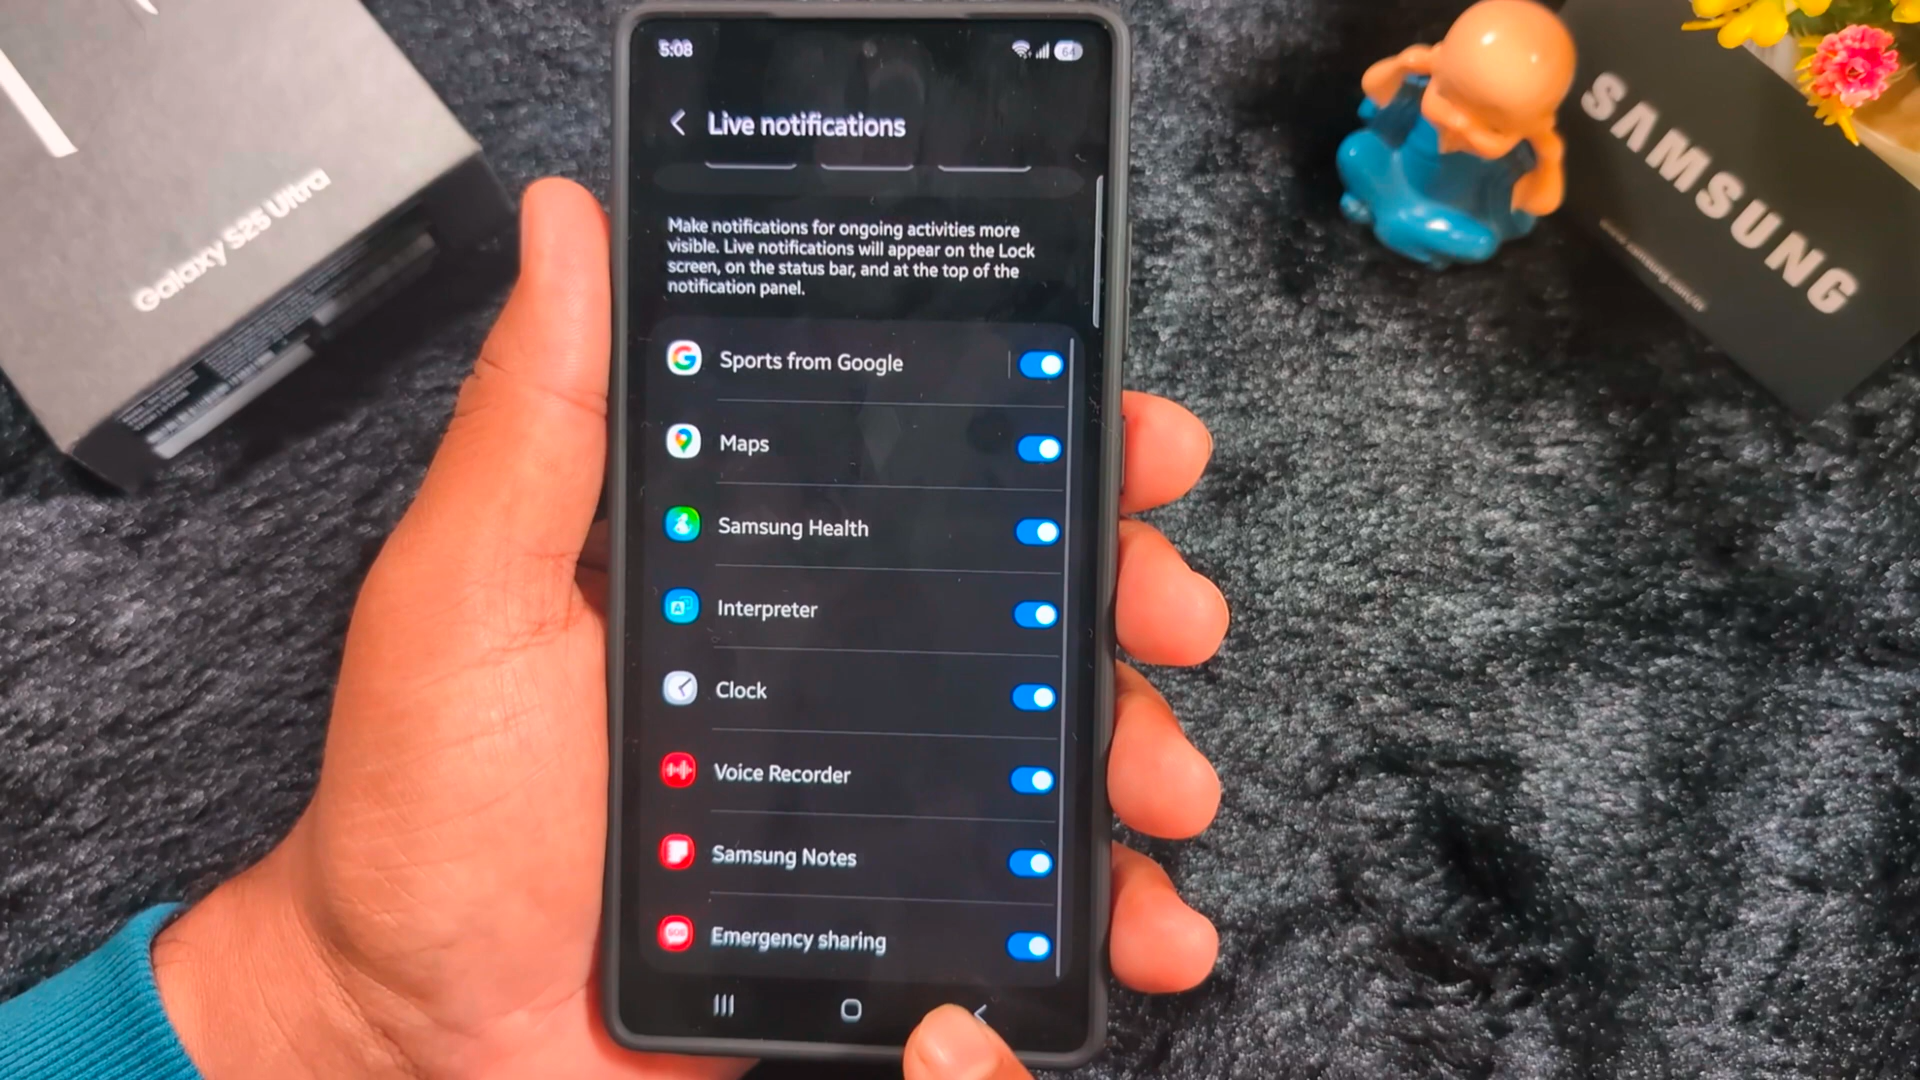 Galaxy S25 Ultra
SAMSUNG
5:08
64
Live notifications
Make notifications for ongoing activities more
visible. Live notifications will appear on the Lock
screen, on the status bar, and at the top of the
notification panel.
Sports from Google
Maps
Samsung Health
Interpreter
Clock
Voice Recorder
Samsung Notes
SOS
Emergency sharing